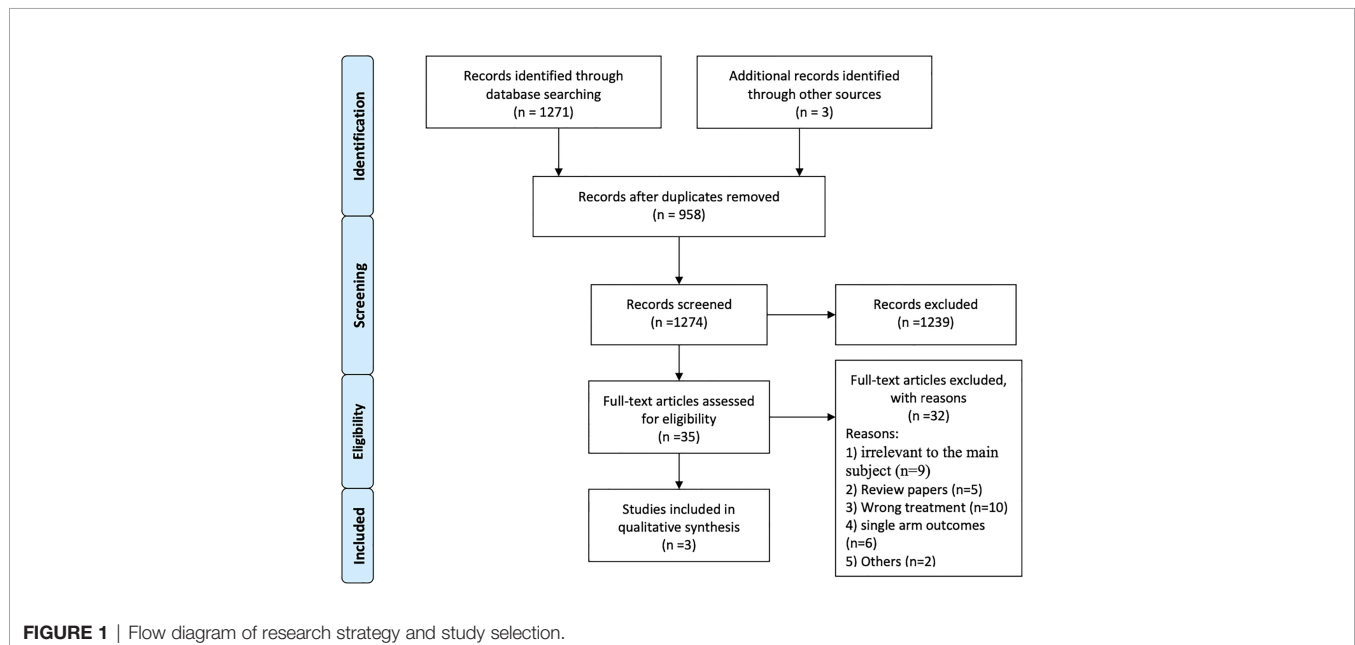 Identification
Records identified through
database searching
(n = 1271)
Additional records identified
through other sources
(n = 3)
Records after duplicates removed
(n = 958)
Screening
Records screened
(n =1274)
Records excluded
(n =1239)
Eligibility
Full-text articles assessed
for eligibility
(n =35)
Full-text articles excluded,
with reasons
(n =32)
Reasons:
1) irrelevant to the main
subject (n=9)
2) Review papers (n=5)
3) Wrong treatment (n=10)
4) single arm outcomes
(n=6)
5) Others (n=2)
Included
Studies included in
qualitative synthesis
(n =3)
FIGURE 1 | Flow diagram of research strategy and study selection.